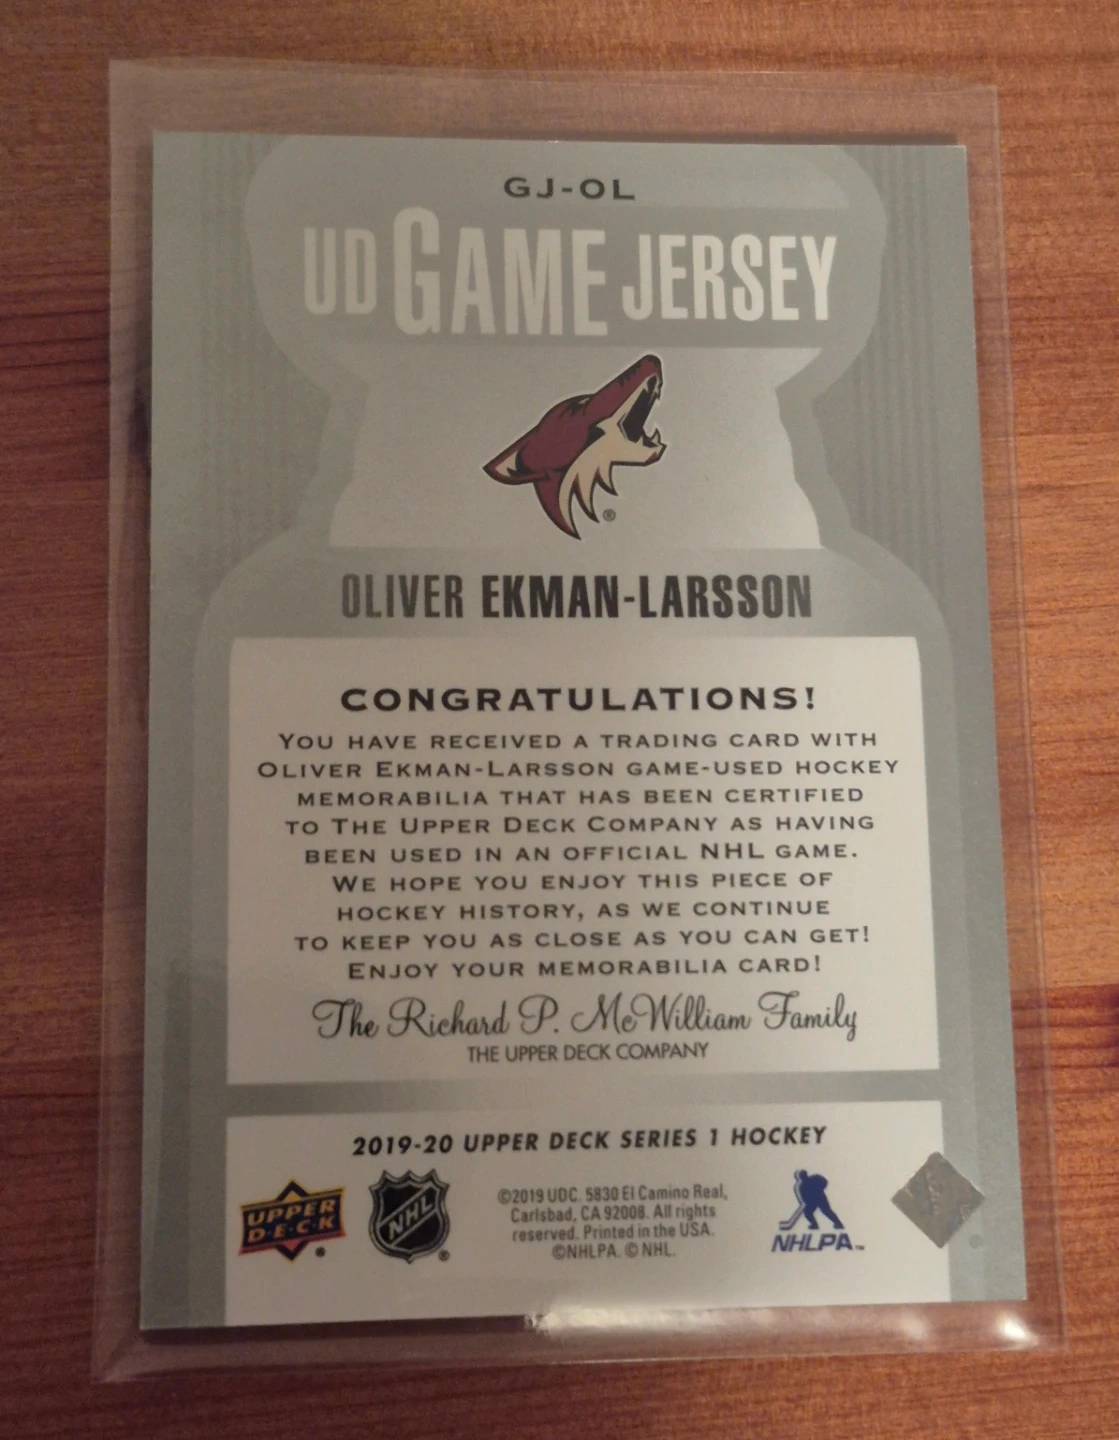 GJ-OL
UD GAME JERSEY
®
OLIVER EKMAN-LARSSON
CONGRATULATIONS!
YOU HAVE RECEIVED A TRADING CARD WITH
OLIVER EKMAN-LARSSON GAME-USED HOCKEY
MEMORABILIA THAT HAS BEEN CERTIFIED
TO THE UPPER DECK COMPANY AS HAVING
BEEN USED IN AN OFFICIAL NHL GAME.
WE HOPE YOU ENJOY THIS PIECE OF
HOCKEY HISTORY, AS WE CONTINUE
TO KEEP YOU AS CLOSE AS YOU CAN GET!
ENJOY YOUR MEMORABILIA CARD!
The Richard P. McWilliam Family
THE UPPER DECK COMPANY
2019-20 UPPER DECK SERIES 1 HOCKEY
UPPER
D·E·C·K ®
NHL ®
©2019 UDC. 5830 El Camino Real,
Carlsbad, CA 92008. All rights
reserved. Printed in the USA.
©NHLPA. © NHL.
NHLPA™